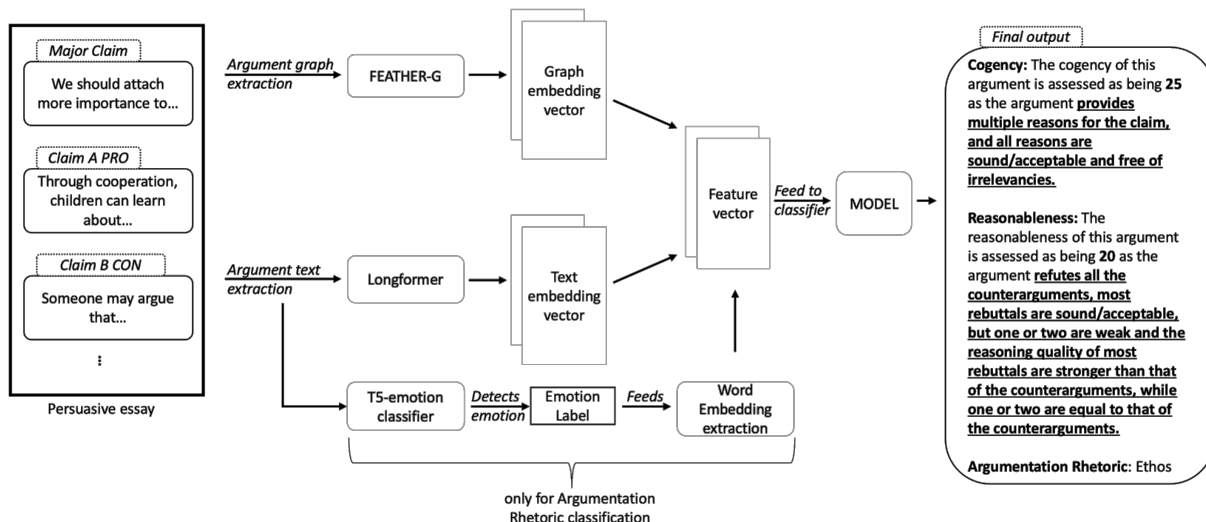 Major Claim
We should attach
more importance to…
Claim A PRO
Through cooperation,
children can learn
about…
Claim B CON
Someone may argue
that…
⋮
Persuasive essay
Argument graph
extraction
FEATHER-G
Graph
embedding
vector
Argument text
extraction
Longformer
Text
embedding
vector
T5-emotion
classifier
Detects
emotion
Emotion
Label
Feeds
Word
Embedding
extraction
only for Argumentation
Rhetoric classification
Feature
vector
Feed to
classifier
MODEL
Final output
Cogency: The cogency of this
argument is assessed as being 25
as the argument provides
multiple reasons for the claim,
and all reasons are
sound/acceptable and free of
irrelevancies.
Reasonableness: The
reasonableness of this argument
is assessed as being 20 as the
argument refutes all the
counterarguments, most
rebuttals are sound/acceptable,
but one or two are weak and the
reasoning quality of most
rebuttals are stronger than that
of the counterarguments, while
one or two are equal to that of
the counterarguments.
Argumentation Rhetoric: Ethos